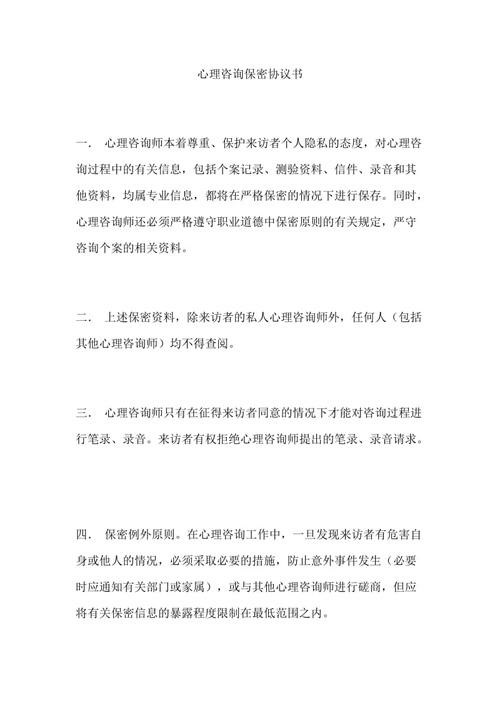 心理咨询保密协议书
一． 心理咨询师本着尊重、保护来访者个人隐私的态度，对心理咨
询过程中的有关信息，包括个案记录、测验资料、信件、录音和其
他资料，均属专业信息，都将在严格保密的情况下进行保存。同时，
心理咨询师还必须严格遵守职业道德中保密原则的有关规定，严守
咨询个案的相关资料。
二． 上述保密资料，除来访者的私人心理咨询师外，任何人（包括
其他心理咨询师）均不得查阅。
三． 心理咨询师只有在征得来访者同意的情况下才能对咨询过程进
行笔录、录音。来访者有权拒绝心理咨询师提出的笔录、录音请求。
四． 保密例外原则。在心理咨询工作中，一旦发现来访者有危害自
身或他人的情况，必须采取必要的措施，防止意外事件发生（必要
时应通知有关部门或家属），或与其他心理咨询师进行磋商，但应
将有关保密信息的暴露程度限制在最低范围之内。